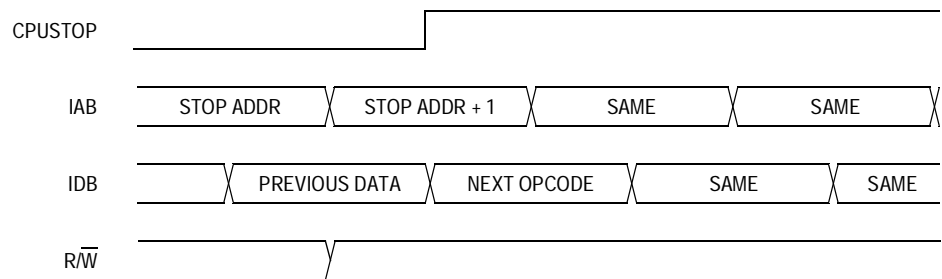 CPUSTOP
IAB STOP ADDR STOP ADDR + 1 SAME SAME
IDB PREVIOUS DATA NEXT OPCODE SAME SAME
R/W̅